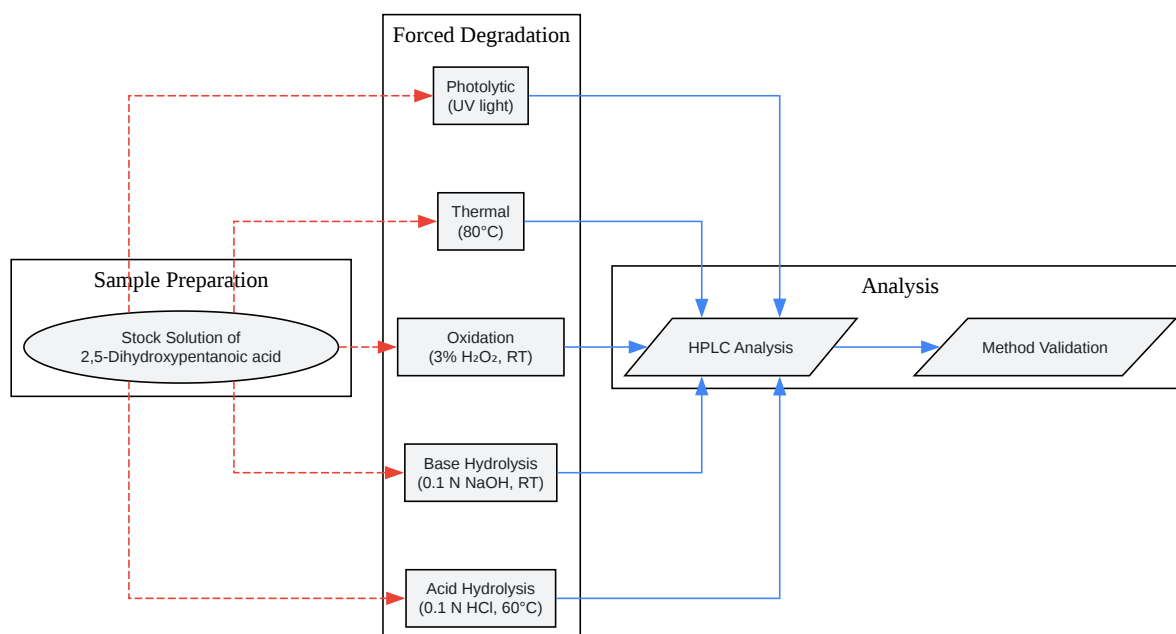 Forced Degradation
Photolytic
(UV light)
Thermal
(80°C)
Sample Preparation
Stock Solution of
2,5-Dihydroxypentanoic acid
Oxidation
(3% H₂O₂, RT)
Analysis
HPLC Analysis
Method Validation
Base Hydrolysis
(0.1 N NaOH, RT)
Acid Hydrolysis
(0.1 N HCl, 60°C)